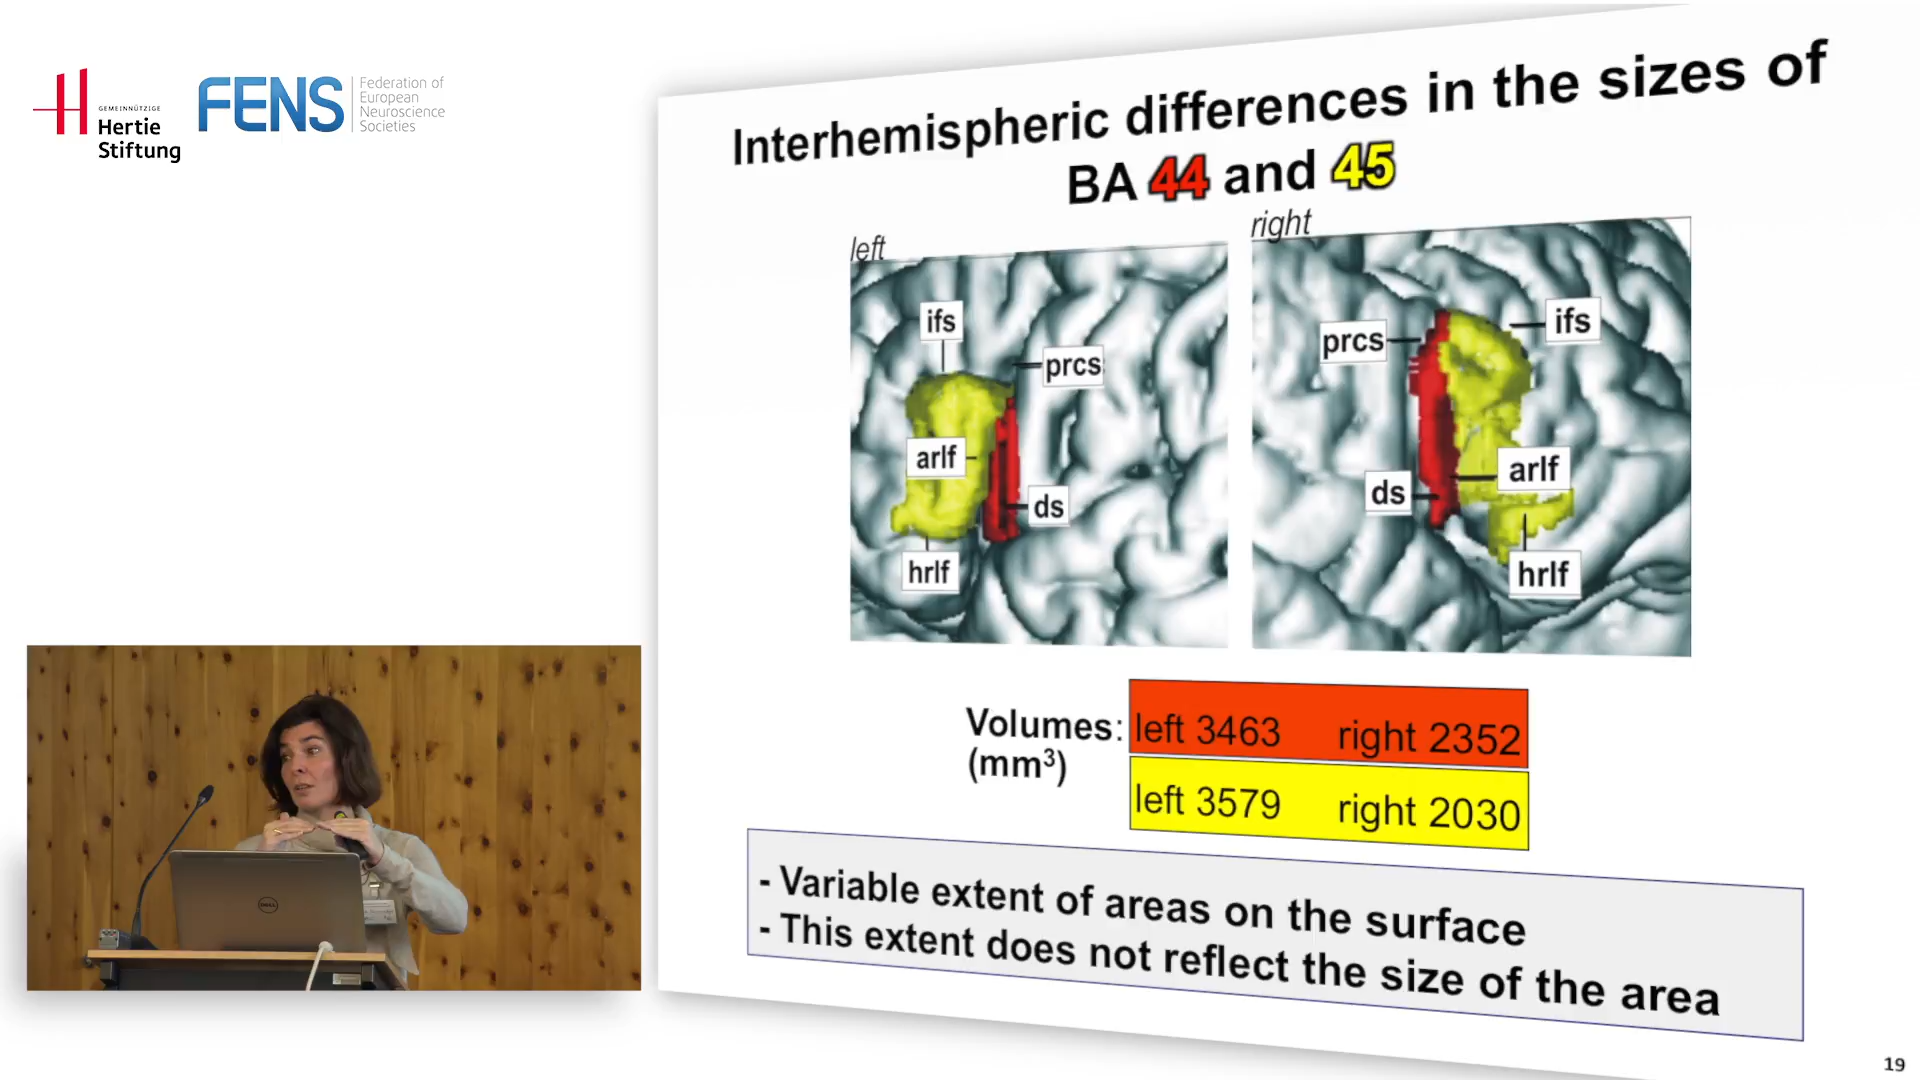 GEMEINNÜTZIGE
Hertie
Stiftung
FENS
Federation of
European
Neuroscience
Societies
Interhemispheric differences in the sizes of
BA 44 and 45
left
right
ifs
prcs
arlf
ds
hrlf
prcs
ifs
arlf
ds
hrlf
Volumes:
(mm³)
left 3463 right 2352
left 3579 right 2030
- Variable extent of areas on the surface
- This extent does not reflect the size of the area
DELL
19